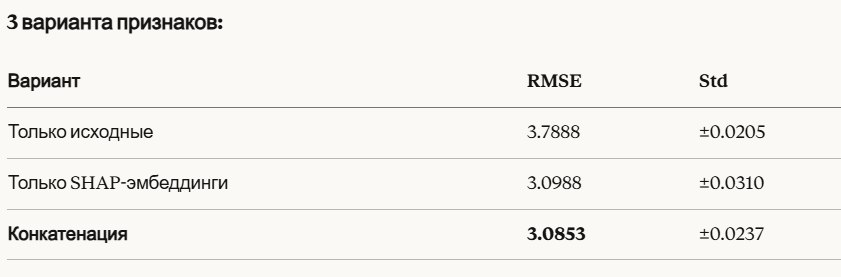 3 варианта признаков:
Вариант RMSE Std
Только исходные 3.7888 ±0.0205
Только SHAP-эмбеддинги 3.0988 ±0.0310
Конкатенация 3.0853 ±0.0237